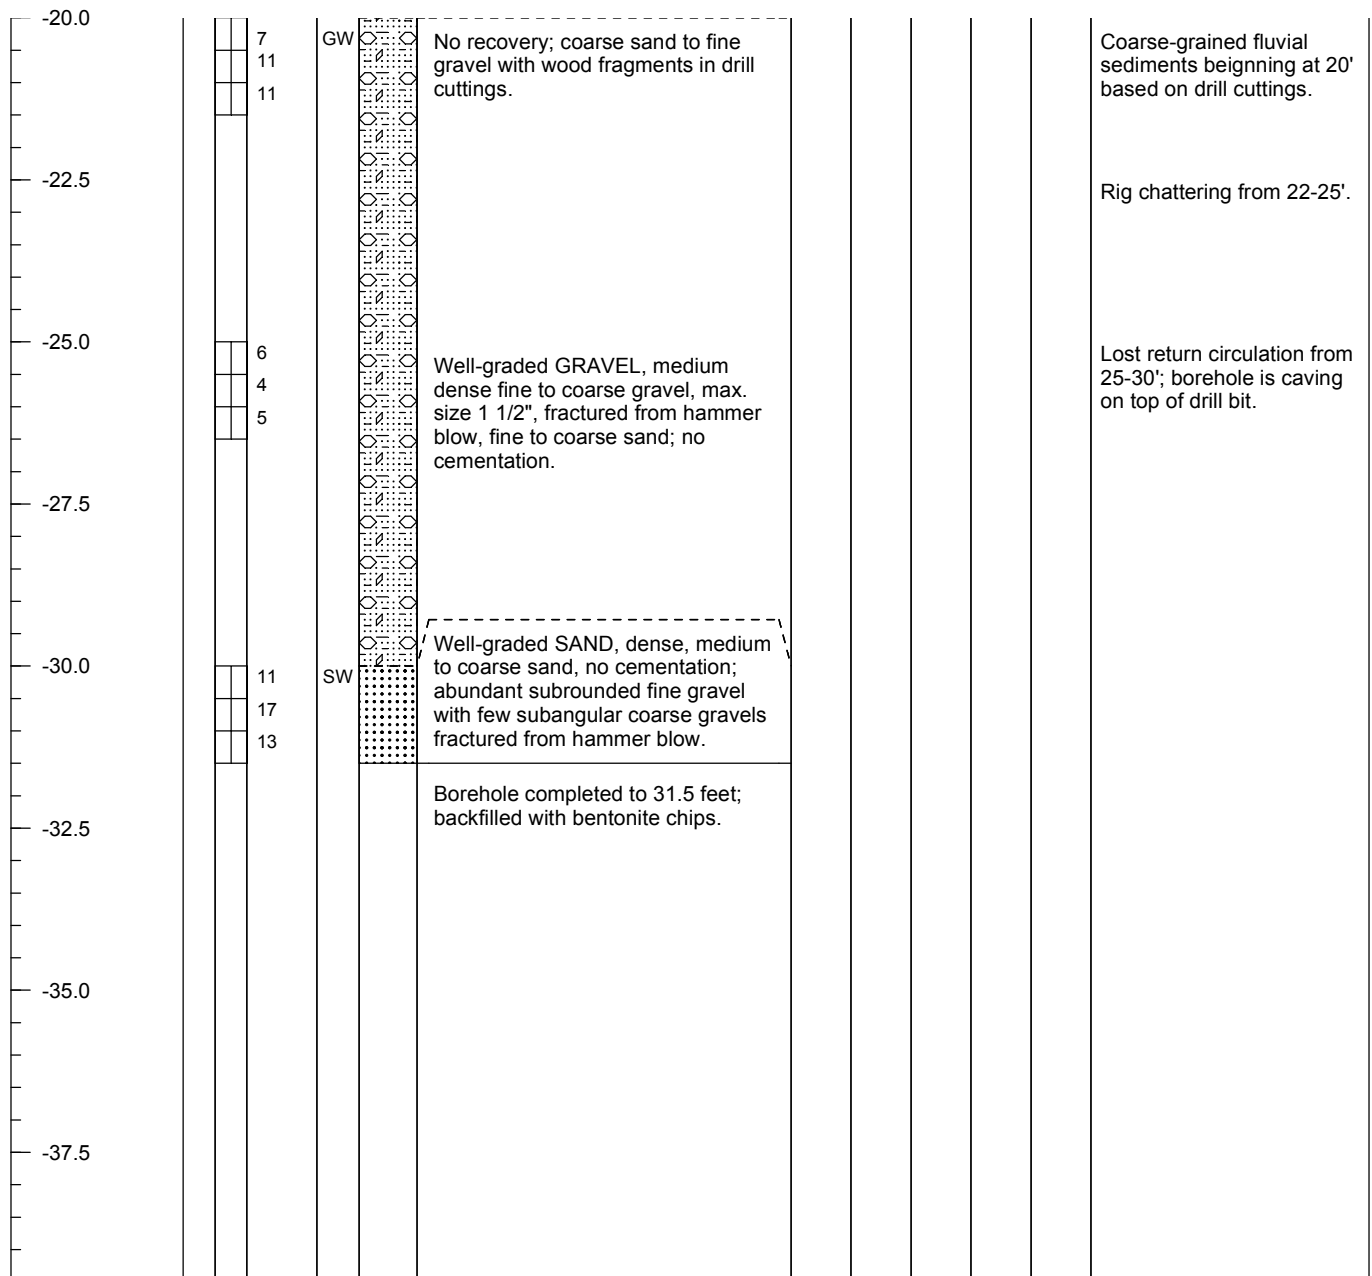 -20.0
7
11
11
GW
No recovery; coarse sand to fine
gravel with wood fragments in drill
cuttings.
Coarse-grained fluvial
sediments beignning at 20'
based on drill cuttings.
-22.5
Rig chattering from 22-25'.
-25.0
6
4
5
Well-graded GRAVEL, medium
dense fine to coarse gravel, max.
size 1 1/2", fractured from hammer
blow, fine to coarse sand; no
cementation.
Lost return circulation from
25-30'; borehole is caving
on top of drill bit.
-27.5
-30.0
11
17
13
SW
Well-graded SAND, dense, medium
to coarse sand, no cementation;
abundant subrounded fine gravel
with few subangular coarse gravels
fractured from hammer blow.
Borehole completed to 31.5 feet;
backfilled with bentonite chips.
-32.5
-35.0
-37.5